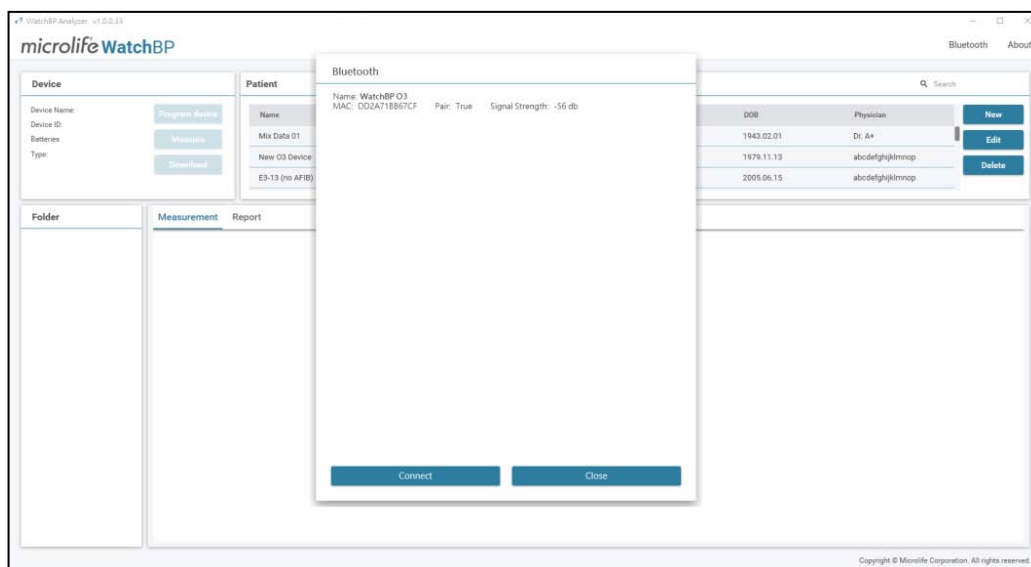 WatchBP Analyzer v1.0.0.33
microlife WatchBP
Bluetooth About
Device
Device Name:
Device ID:
Batteries
Type:
Program device
Measure
Download
Patient
Search
Name DOB Physician
Mix Data 01 1943.02.01 Dr. A+
New O3 Device 1979.11.13 abcdefghijklmnop
E3-13 (no AFIB) 2005.06.15 abcdefghijklmnop
New
Edit
Delete
Bluetooth
Name: WatchBP O3
MAC: DD2A71BB67CF Pair: True Signal Strength: -56 db
Connect Close
Folder
Measurement Report
Copyright © Microlife Corporation. All rights reserved.